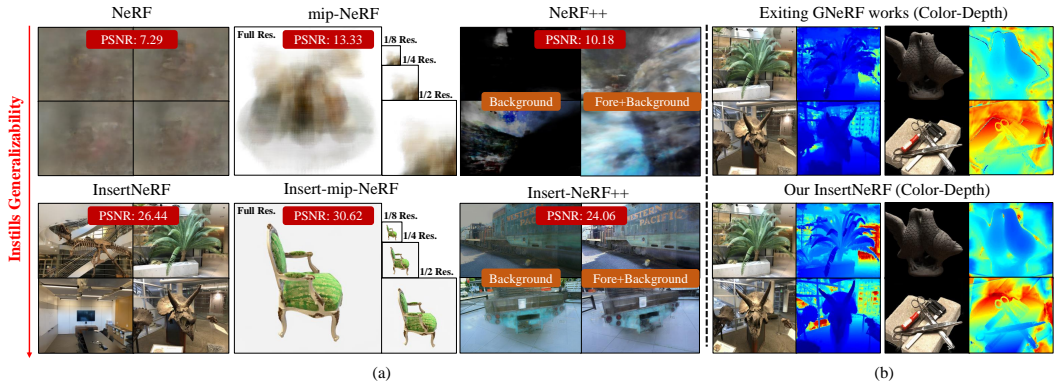 NeRF
mip-NeRF
NeRF++
Exiting GNeRF works (Color-Depth)
PSNR: 7.29
Full Res.
PSNR: 13.33
1/8 Res.
1/4 Res.
1/2 Res.
PSNR: 10.18
Background
Fore+Background
Instills Generalizability
InsertNeRF
Insert-mip-NeRF
Insert-NeRF++
Our InsertNeRF (Color-Depth)
PSNR: 26.44
Full Res.
PSNR: 30.62
1/8 Res.
1/4 Res.
1/2 Res.
PSNR: 24.06
WESTERN
PACIFIC
Background
Fore+Background
(a)
(b)